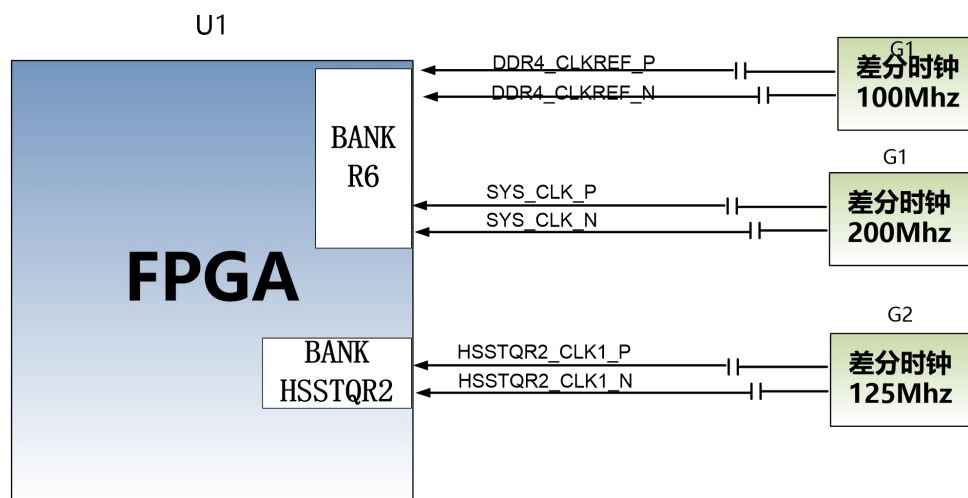 U1
G1
DDR4_CLKREF_P
差分时钟
DDR4_CLKREF_N
100Mhz
BANK
R6
G1
SYS_CLK_P
差分时钟
SYS_CLK_N
200Mhz
FPGA
G2
BANK
HSSTQR2
HSSTQR2_CLK1_P
差分时钟
HSSTQR2_CLK1_N
125Mhz